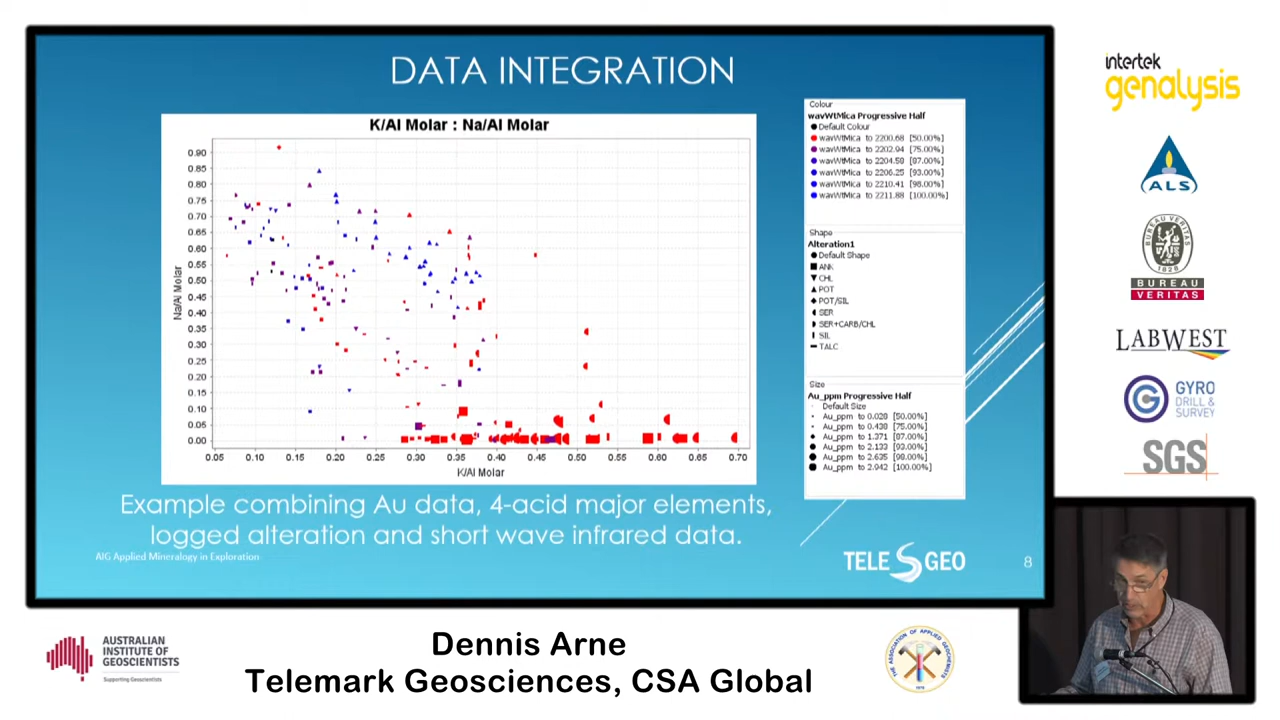 DATA INTEGRATION
K/Al Molar : Na/Al Molar
Na/Al Molar
0.90
0.85
0.80
0.75
0.70
0.65
0.60
0.55
0.50
0.45
0.40
0.35
0.30
0.25
0.20
0.15
0.10
0.05
0.00
0.05 0.10 0.15 0.20 0.25 0.30 0.35 0.40 0.45 0.50 0.55 0.60 0.65 0.70
K/Al Molar
Colour
wavWtMica Progressive Half
Default Colour
wavWtMica to 2200.68 [50.00%]
wavWtMica to 2202.94 [75.00%]
wavWtMica to 2204.58 [87.00%]
wavWtMica to 2206.25 [93.00%]
wavWtMica to 2210.41 [98.00%]
wavWtMica to 2211.88 [100.00%]
Shape
Alteration1
Default Shape
ANK
CHL
POT
POT/SIL
SER
SER+CARB/CHL
SIL
TALC
Size
Au_ppm Progressive Half
Default Size
Au_ppm to 0.028 [50.00%]
Au_ppm to 0.438 [75.00%]
Au_ppm to 1.371 [87.00%]
Au_ppm to 2.133 [93.00%]
Au_ppm to 2.635 [98.00%]
Au_ppm to 2.942 [100.00%]
Example combining Au data, 4-acid major elements,
logged alteration and short wave infrared data.
AIG Applied Mineralogy in Exploration
TELE GEO
8
intertek
genalysis
ALS
1828
BUREAU
VERITAS
LABWEST
GYRO
DRILL &
SURVEY
SGS
AUSTRALIAN
INSTITUTE OF
GEOSCIENTISTS
Supporting Geoscientists
Dennis Arne
Telemark Geosciences, CSA Global
THE ASSOCIATION OF APPLIED GEOCHEMISTS
1970